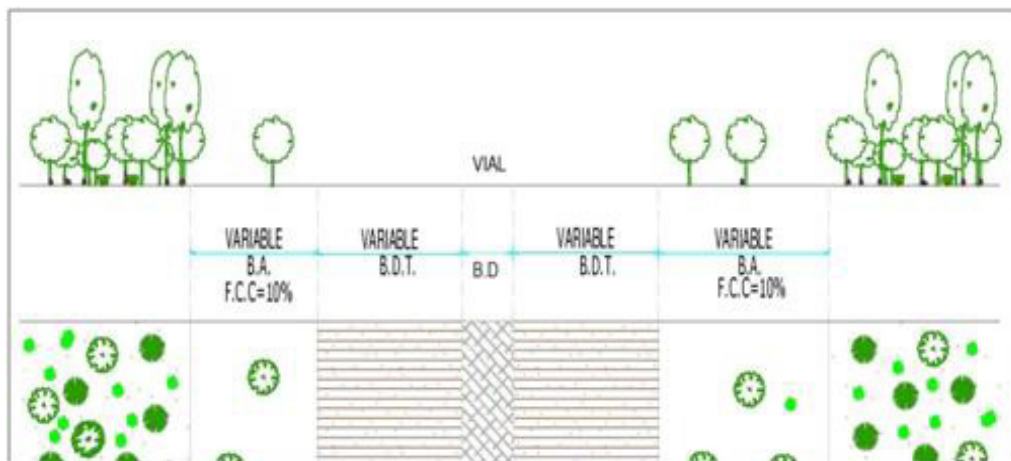 VIAL
VARIABLE VARIABLE VARIABLE VARIABLE
B.A. B.D.T. B.D B.D.T. B.A.
F.C.C=10% F.C.C=10%